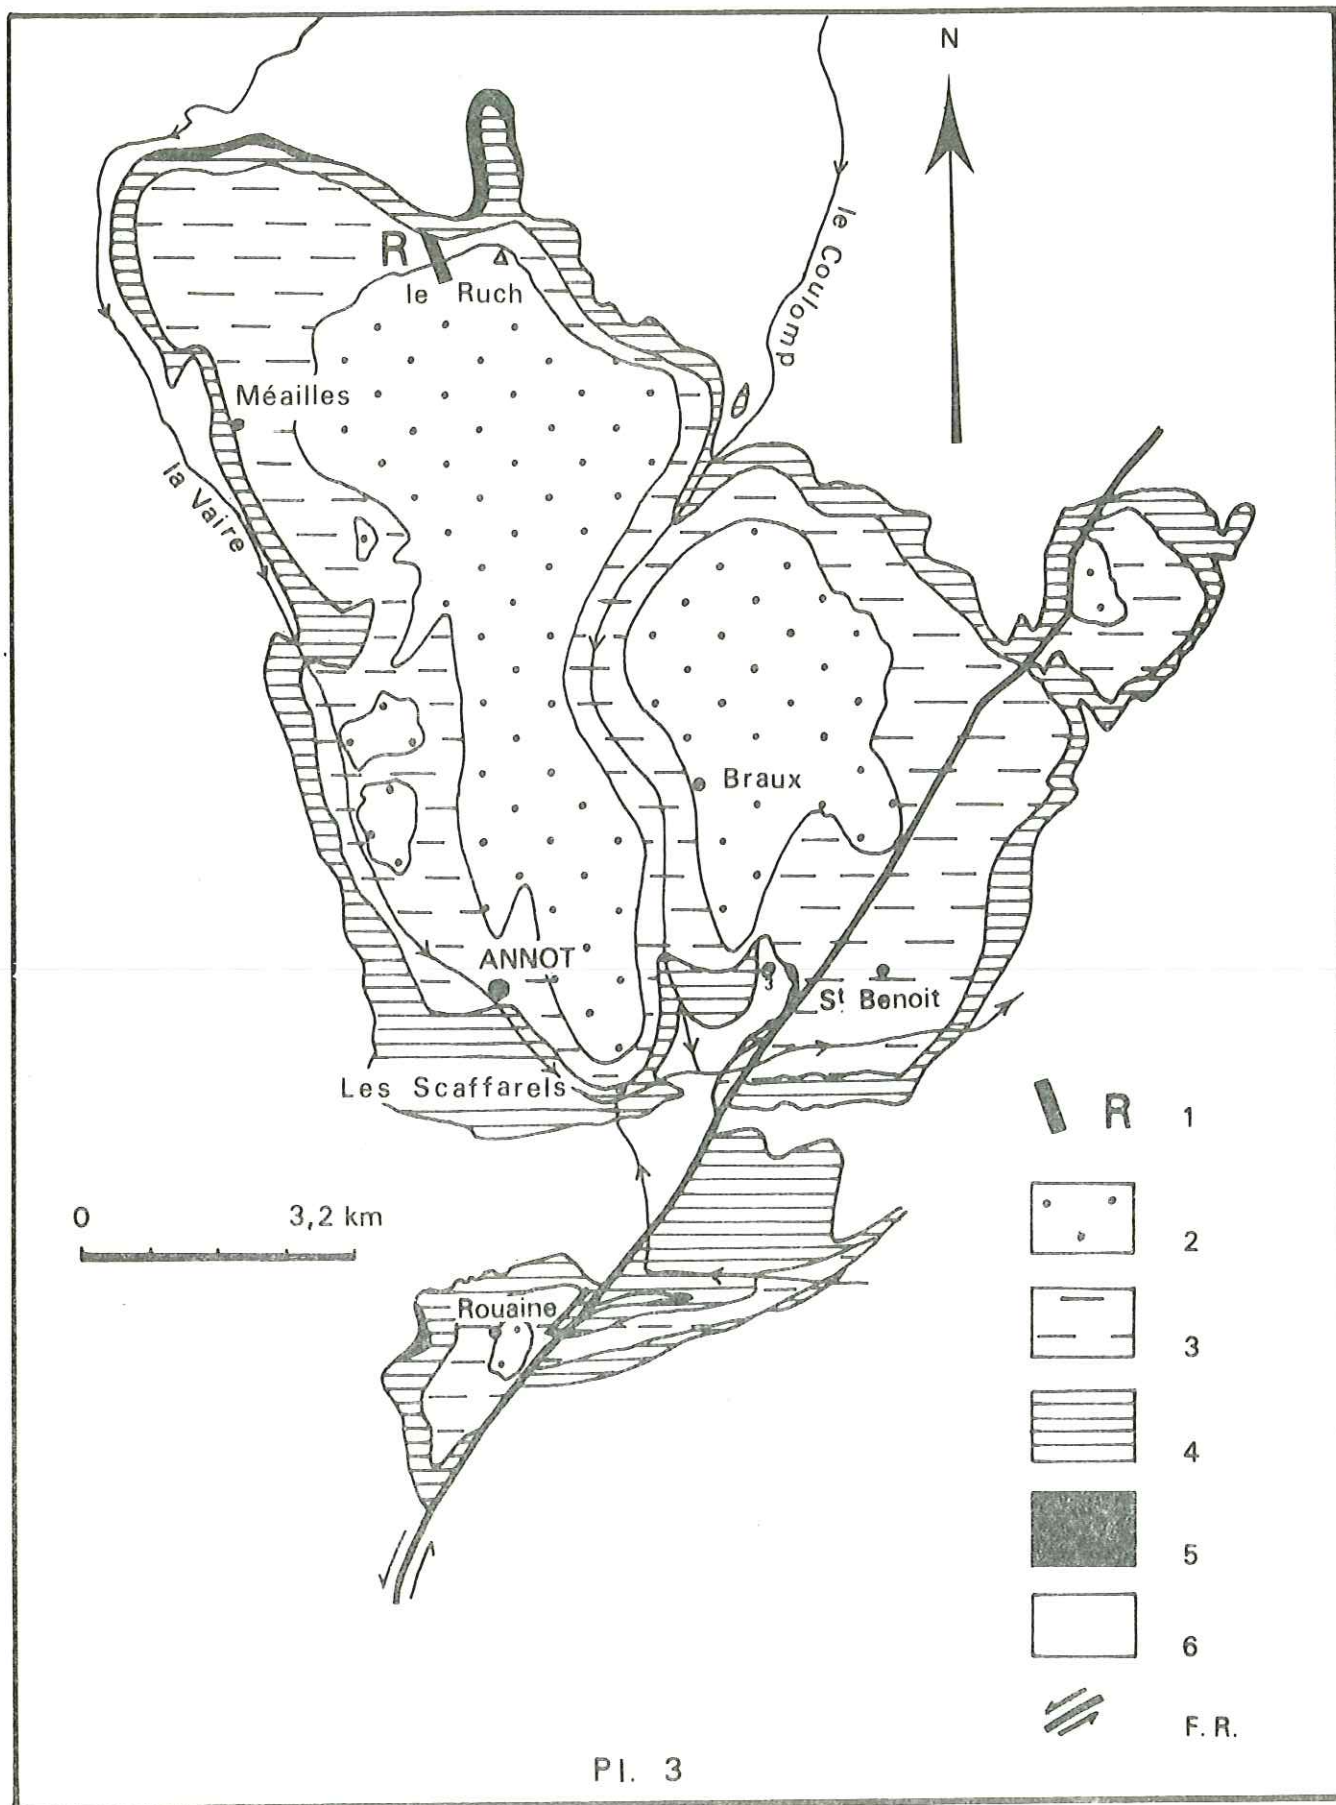 N
le Coulomp
R
le Ruch
Méailles
la Vaire
Braux
ANNOT
St Benoit
Les Scaffarels
R 1
0 3,2 km
2
Rouaine
3
4
5
6
F. R.
Pl. 3